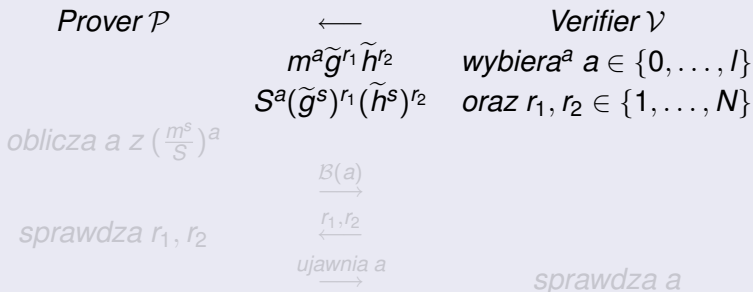 Prover 𝒫 ⟵ Verifier 𝒱
m^a g̃^{r_1} h̃^{r_2} wybiera^a a ∈ {0, …, l}
S^a(g̃^s)^{r_1}(h̃^s)^{r_2} oraz r_1, r_2 ∈ {1, …, N}
oblicza a z (m^s/S)^a
ℬ(a) ⟶
sprawdza r_1, r_2 r_1,r_2 ⟵
ujawnia a ⟶ sprawdza a